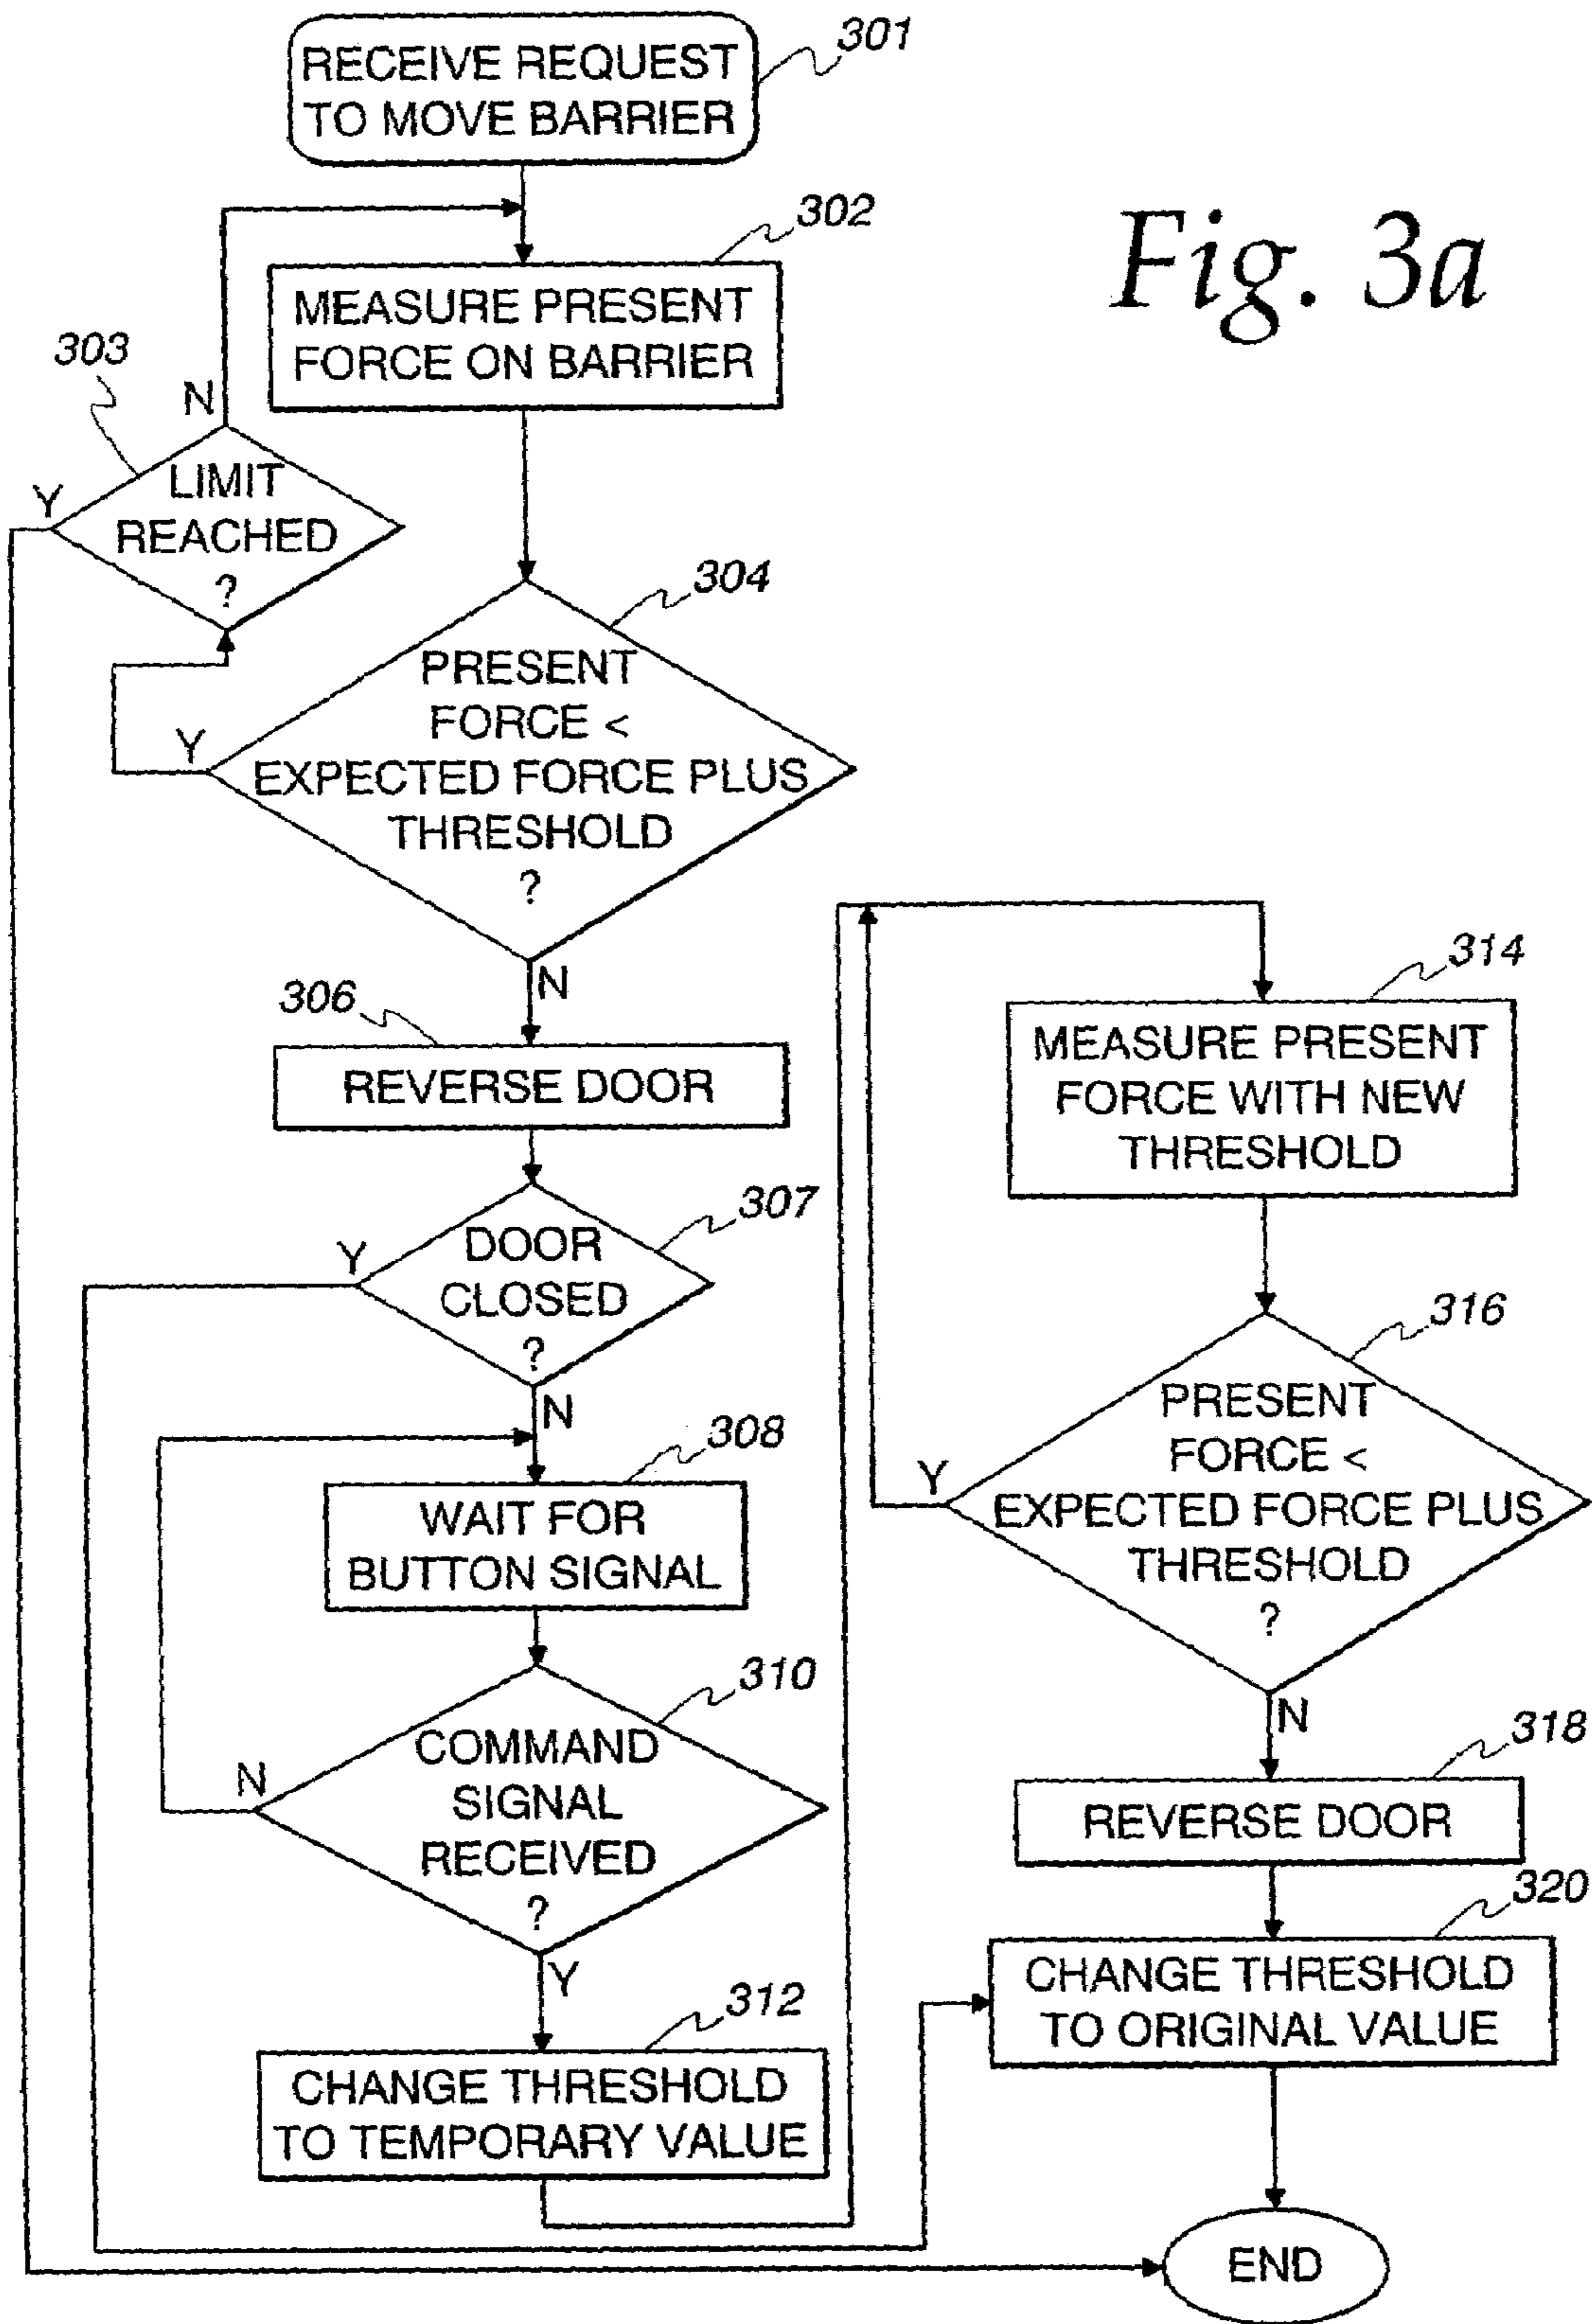 301
RECEIVE REQUEST
TO MOVE BARRIER
302
Fig. 3a
MEASURE PRESENT
FORCE ON BARRIER
303
N
LIMIT
REACHED
?
Y
304
PRESENT
FORCE <
EXPECTED FORCE PLUS
THRESHOLD
?
Y
N
306
REVERSE DOOR
307
DOOR
CLOSED
?
Y
N
308
WAIT FOR
BUTTON SIGNAL
310
COMMAND
SIGNAL
RECEIVED
?
N
Y
312
CHANGE THRESHOLD
TO TEMPORARY VALUE
314
MEASURE PRESENT
FORCE WITH NEW
THRESHOLD
316
PRESENT
FORCE <
EXPECTED FORCE PLUS
THRESHOLD
?
Y
N
318
REVERSE DOOR
320
CHANGE THRESHOLD
TO ORIGINAL VALUE
END